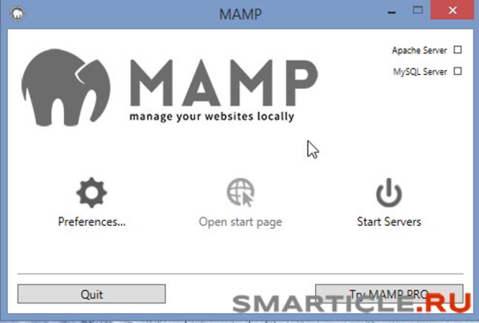 MAMP
Apache Server
MySQL Server
MAMP
manage your websites locally
Preferences...
Open start page
Start Servers
Quit
Try MAMP PRO
SMARTICLE.RU